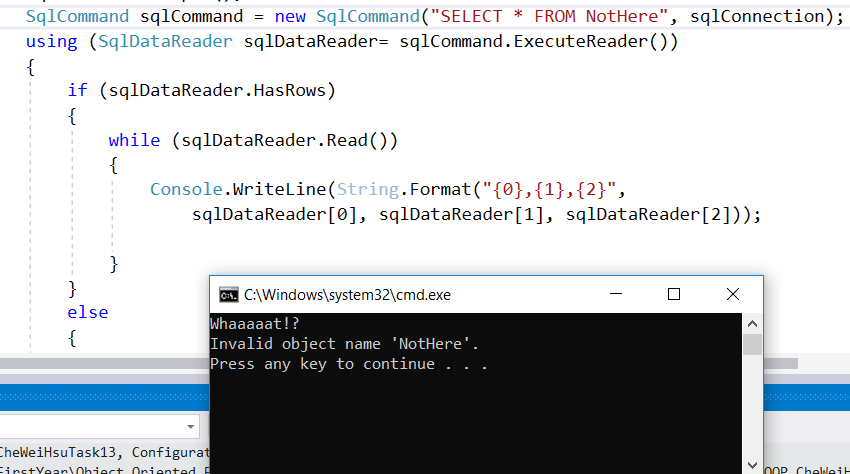 SqlCommand sqlCommand = new SqlCommand("SELECT * FROM NotHere", sqlConnection);
using (SqlDataReader sqlDataReader= sqlCommand.ExecuteReader())
{
if (sqlDataReader.HasRows)
{
while (sqlDataReader.Read())
{
Console.WriteLine(String.Format("{0},{1},{2}",
sqlDataReader[0], sqlDataReader[1], sqlDataReader[2]));
}
}
else
{
C:\Windows\system32\cmd.exe
Whaaaaat!?
Invalid object name 'NotHere'.
Press any key to continue . . .
CheWeiHsuTask13, Configurat
FirstYear\Object Oriented
OOP CheWeiH